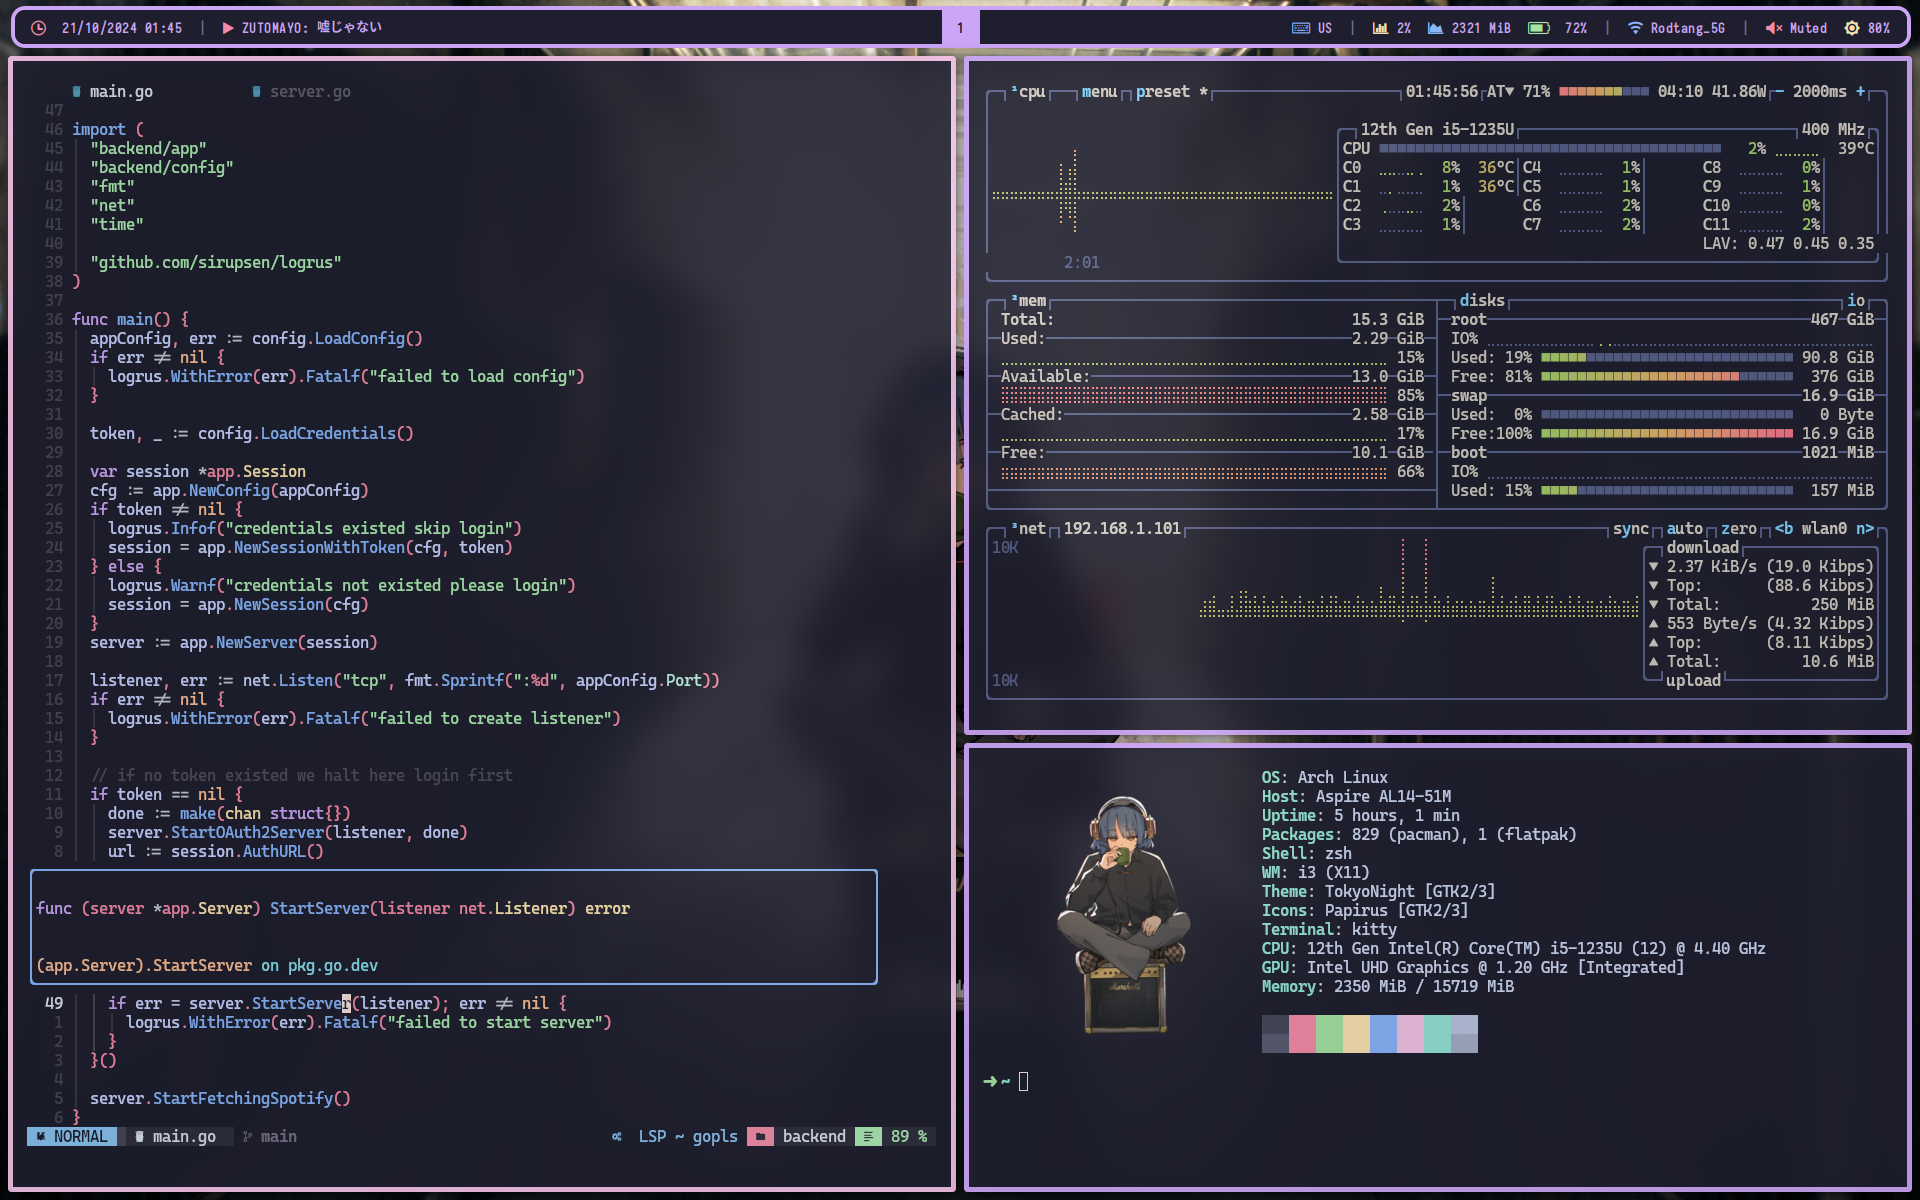 21/10/2024 01:45 | ▶ ZUTOMAYO: 嘘じゃない
1
US | 2% 2321 MiB 72% | Rodtang_5G | Muted 80%
main.go server.go
47
46 import (
45 "backend/app"
44 "backend/config"
43 "fmt"
42 "net"
41 "time"
40
39 "github.com/sirupsen/logrus"
38 )
37
36 func main() {
35 appConfig, err := config.LoadConfig()
34 if err ≠ nil {
33 logrus.WithError(err).Fatalf("failed to load config")
32 }
31
30 token, _ := config.LoadCredentials()
29
28 var session *app.Session
27 cfg := app.NewConfig(appConfig)
26 if token ≠ nil {
25 logrus.Infof("credentials existed skip login")
24 session = app.NewSessionWithToken(cfg, token)
23 } else {
22 logrus.Warnf("credentials not existed please login")
21 session = app.NewSession(cfg)
20 }
19 server := app.NewServer(session)
18
17 listener, err := net.Listen("tcp", fmt.Sprintf(":%d", appConfig.Port))
16 if err ≠ nil {
15 logrus.WithError(err).Fatalf("failed to create listener")
14 }
13
12 // if no token existed we halt here login first
11 if token == nil {
10 done := make(chan struct{})
9 server.StartOAuth2Server(listener, done)
8 url := session.AuthURL()
func (server *app.Server) StartServer(listener net.Listener) error
(app.Server).StartServer on pkg.go.dev
49 if err = server.StartServer(listener); err ≠ nil {
1 logrus.WithError(err).Fatalf("failed to start server")
2 }
3 }()
4
5 server.StartFetchingSpotify()
6 }
NORMAL main.go main LSP ~ gopls backend 89 %
¹cpu menu preset * 01:45:56 AT▼ 71% 04:10 41.86W - 2000ms +
12th Gen i5-1235U 400 MHz
CPU 2% 39°C
C0 8% 36°C C4 1% C8 0%
C1 1% 36°C C5 1% C9 1%
C2 2% C6 2% C10 0%
C3 1% C7 2% C11 2%
LAV: 0.47 0.45 0.35
2:01
²mem
Total: 15.3 GiB
Used: 2.29 GiB
15%
Available: 13.0 GiB
85%
Cached: 2.58 GiB
17%
Free: 10.1 GiB
66%
disks io
root 467 GiB
IO%
Used: 19% 90.8 GiB
Free: 81% 376 GiB
swap 16.9 GiB
Used: 0% 0 Byte
Free:100% 16.9 GiB
boot 1021 MiB
IO%
Used: 15% 157 MiB
³net 192.168.1.101 sync auto zero <b wlan0 n>
10K
download
▼ 2.37 KiB/s (19.0 Kibps)
▼ Top: (88.6 Kibps)
▼ Total: 250 MiB
▲ 553 Byte/s (4.32 Kibps)
▲ Top: (8.11 Kibps)
▲ Total: 10.6 MiB
10K
upload
OS: Arch Linux
Host: Aspire AL14-51M
Uptime: 5 hours, 1 min
Packages: 829 (pacman), 1 (flatpak)
Shell: zsh
WM: i3 (X11)
Theme: TokyoNight [GTK2/3]
Icons: Papirus [GTK2/3]
Terminal: kitty
CPU: 12th Gen Intel(R) Core(TM) i5-1235U (12) @ 4.40 GHz
GPU: Intel UHD Graphics @ 1.20 GHz [Integrated]
Memory: 2350 MiB / 15719 MiB
Marshall
➜ ~